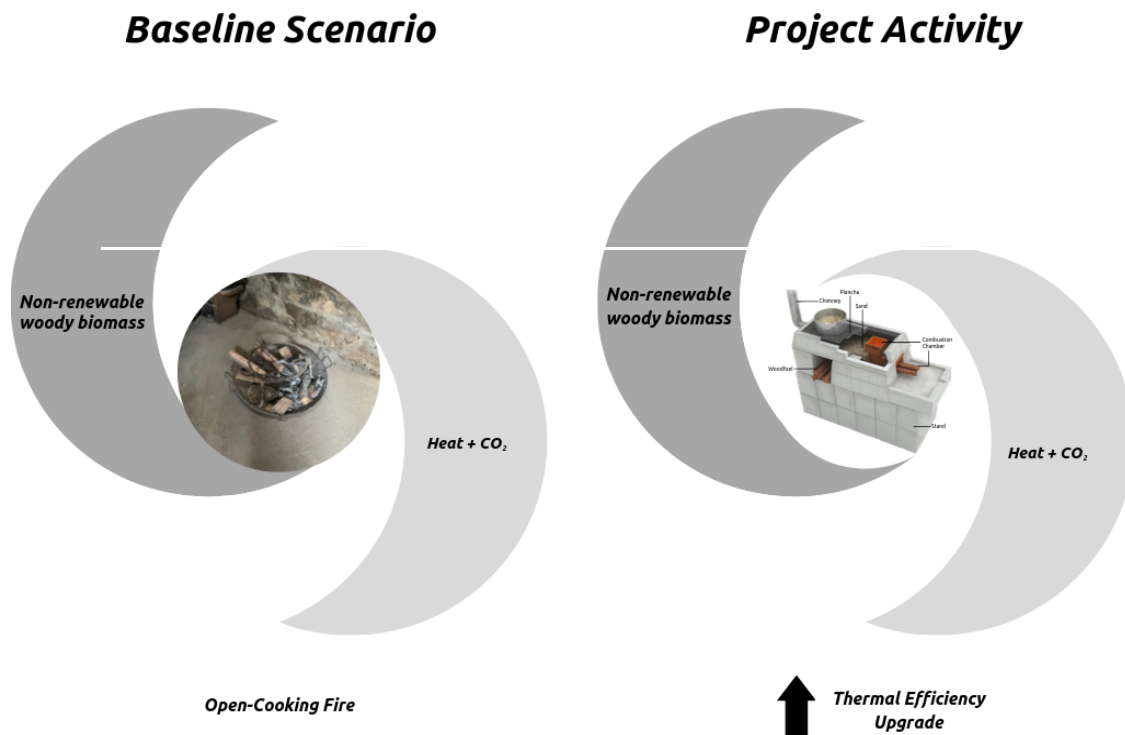 Baseline Scenario
Project Activity
Non-renewable
woody biomass
Heat + CO₂
Open-Cooking Fire
Non-renewable
woody biomass
Plancha
Chimney
Sand
Combustion
Chamber
Woodfuel
Stand
Heat + CO₂
Thermal Efficiency
Upgrade